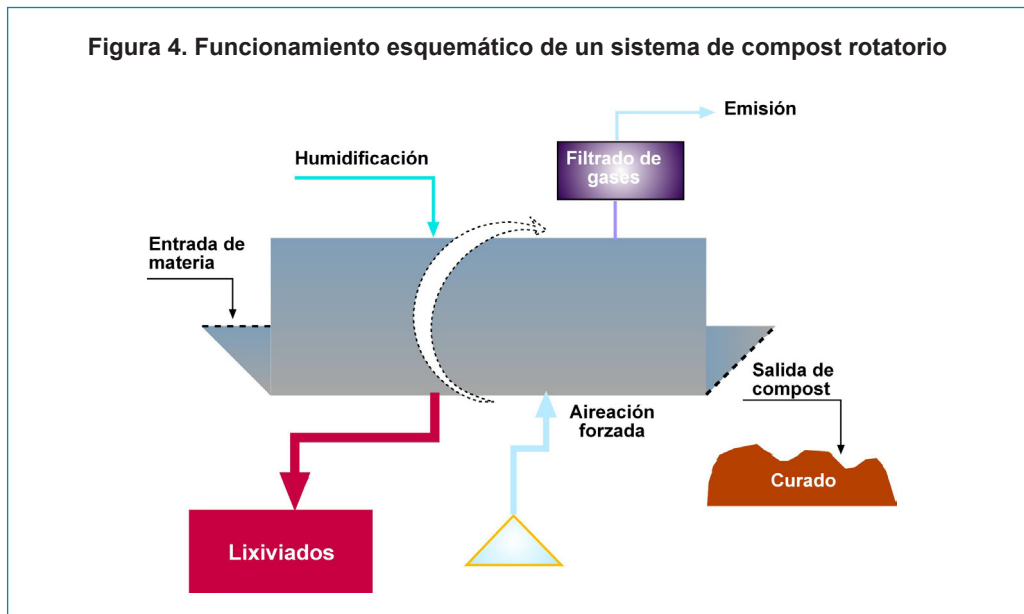 Figura 4. Funcionamiento esquemático de un sistema de compost rotatorio
Emisión
Humidificación
Filtrado de
gases
Entrada de
materia
Salida de
compost
Aireación
forzada
Curado
Lixiviados